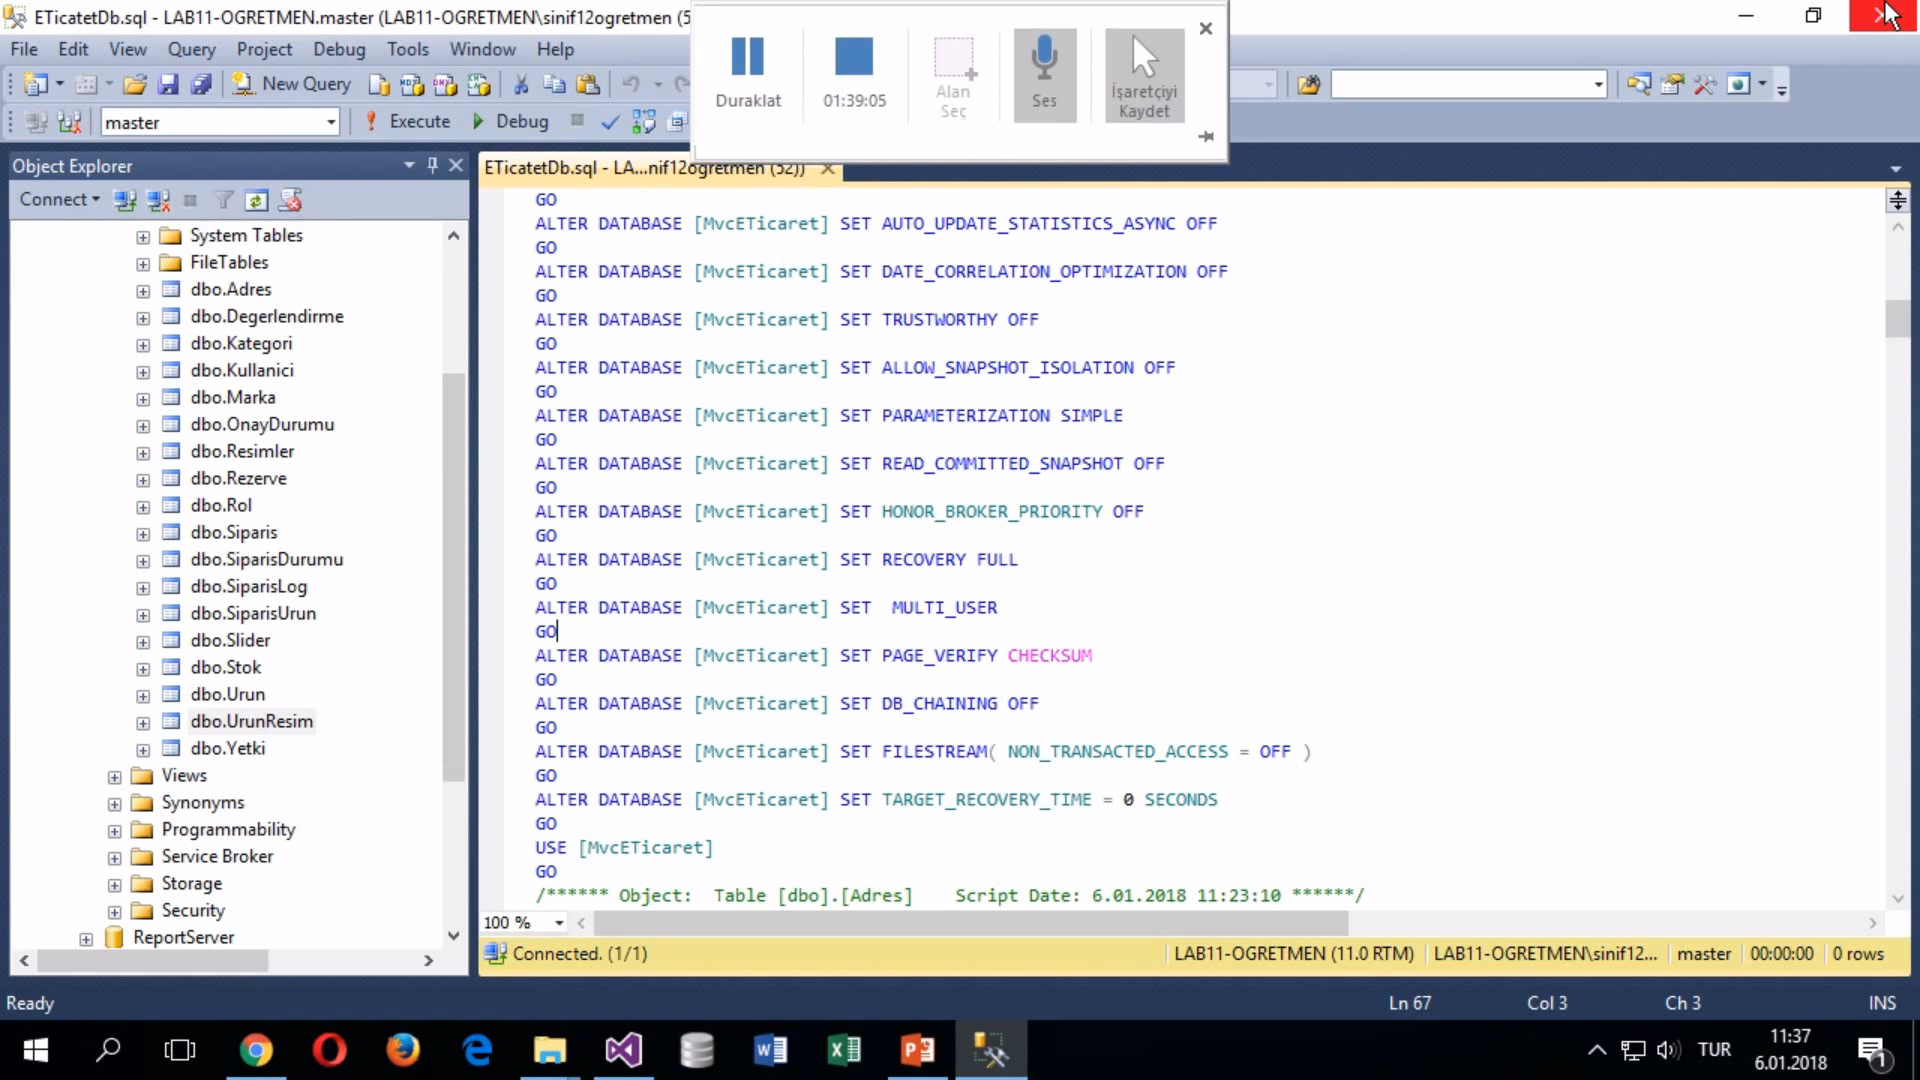 ETicatetDb.sql - LAB11-OGRETMEN.master (LAB11-OGRETMEN\sinif12ogretmen (5
File Edit View Query Project Debug Tools Window Help
New Query
master
Execute
Debug
Duraklat
01:39:05
Alan Seç
Ses
İşaretçiyi Kaydet
Object Explorer
Connect
System Tables
FileTables
dbo.Adres
dbo.Degerlendirme
dbo.Kategori
dbo.Kullanici
dbo.Marka
dbo.OnayDurumu
dbo.Resimler
dbo.Rezerve
dbo.Rol
dbo.Siparis
dbo.SiparisDurumu
dbo.SiparisLog
dbo.SiparisUrun
dbo.Slider
dbo.Stok
dbo.Urun
dbo.UrunResim
dbo.Yetki
Views
Synonyms
Programmability
Service Broker
Storage
Security
ReportServer
ETicatetDb.sql - LA...nif12ogretmen (52))
GO
ALTER DATABASE [MvcETicaret] SET AUTO_UPDATE_STATISTICS_ASYNC OFF
GO
ALTER DATABASE [MvcETicaret] SET DATE_CORRELATION_OPTIMIZATION OFF
GO
ALTER DATABASE [MvcETicaret] SET TRUSTWORTHY OFF
GO
ALTER DATABASE [MvcETicaret] SET ALLOW_SNAPSHOT_ISOLATION OFF
GO
ALTER DATABASE [MvcETicaret] SET PARAMETERIZATION SIMPLE
GO
ALTER DATABASE [MvcETicaret] SET READ_COMMITTED_SNAPSHOT OFF
GO
ALTER DATABASE [MvcETicaret] SET HONOR_BROKER_PRIORITY OFF
GO
ALTER DATABASE [MvcETicaret] SET RECOVERY FULL
GO
ALTER DATABASE [MvcETicaret] SET  MULTI_USER
GO
ALTER DATABASE [MvcETicaret] SET PAGE_VERIFY CHECKSUM
GO
ALTER DATABASE [MvcETicaret] SET DB_CHAINING OFF
GO
ALTER DATABASE [MvcETicaret] SET FILESTREAM( NON_TRANSACTED_ACCESS = OFF )
GO
ALTER DATABASE [MvcETicaret] SET TARGET_RECOVERY_TIME = 0 SECONDS
GO
USE [MvcETicaret]
GO
/****** Object:  Table [dbo].[Adres]    Script Date: 6.01.2018 11:23:10 ******/
100 %
Connected. (1/1)
LAB11-OGRETMEN (11.0 RTM)
LAB11-OGRETMEN\sinif12...
master
00:00:00
0 rows
Ready
Ln 67
Col 3
Ch 3
INS
TUR
11:37
6.01.2018
1